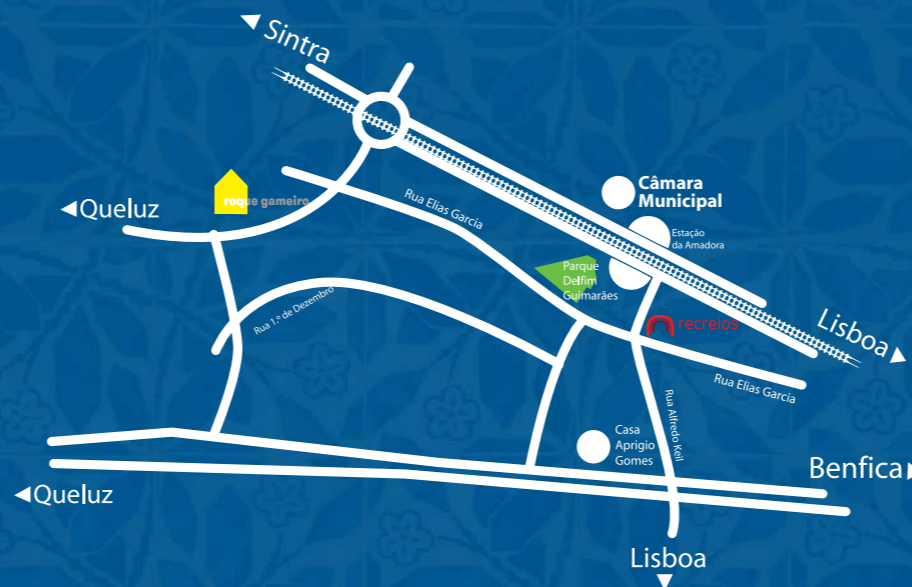 Sintra
Câmara
Municipal
roque gameiro
Queluz
Rua Elias Garcia
Estação
da Amadora
Parque
Delfim
Guimarães
Rua 1.º de Dezembro
recreios
Lisboa
Rua Elias Garcia
Rua Alfredo Keil
Casa
Aprigio
Gomes
Benfica
Queluz
Lisboa